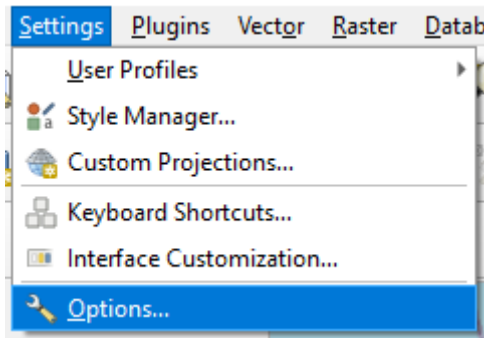 Settings Plugins Vector Raster
User Profiles
Style Manager...
Custom Projections...
Keyboard Shortcuts...
Interface Customization...
Options...